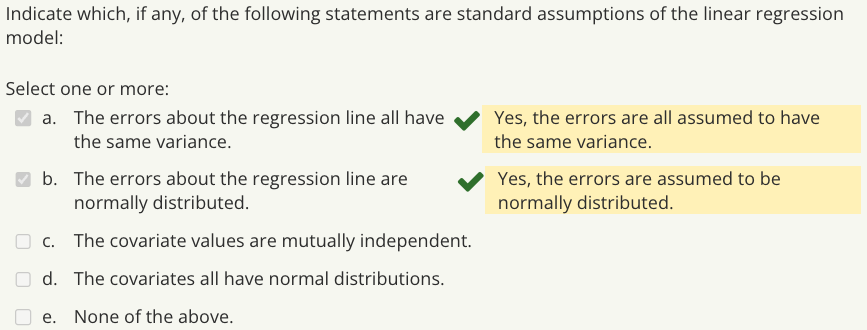 Indicate which, if any, of the following statements are standard assumptions of the linear regression
model:
Select one or more:
a. The errors about the regression line all have
the same variance.
Yes, the errors are all assumed to have
the same variance.
b. The errors about the regression line are
normally distributed.
Yes, the errors are assumed to be
normally distributed.
c. The covariate values are mutually independent.
d. The covariates all have normal distributions.
e. None of the above.